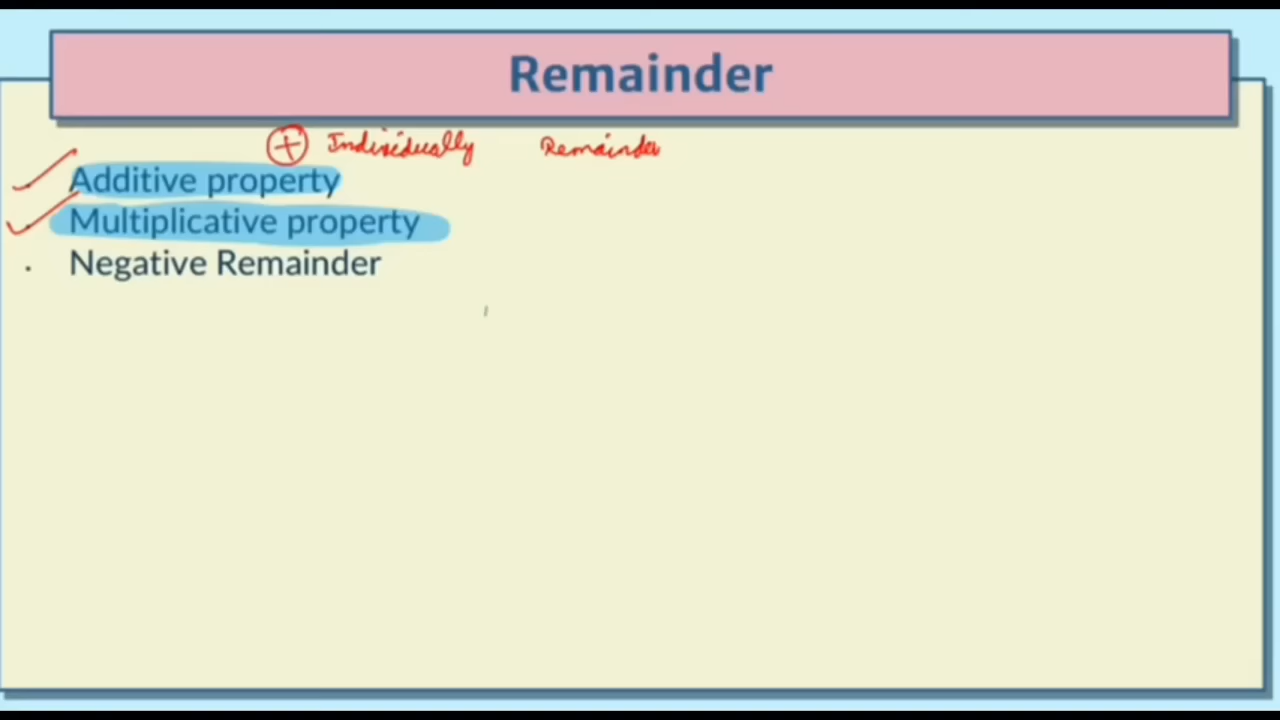 Remainder
+ Individually Remainder
Additive property
Multiplicative property
Negative Remainder